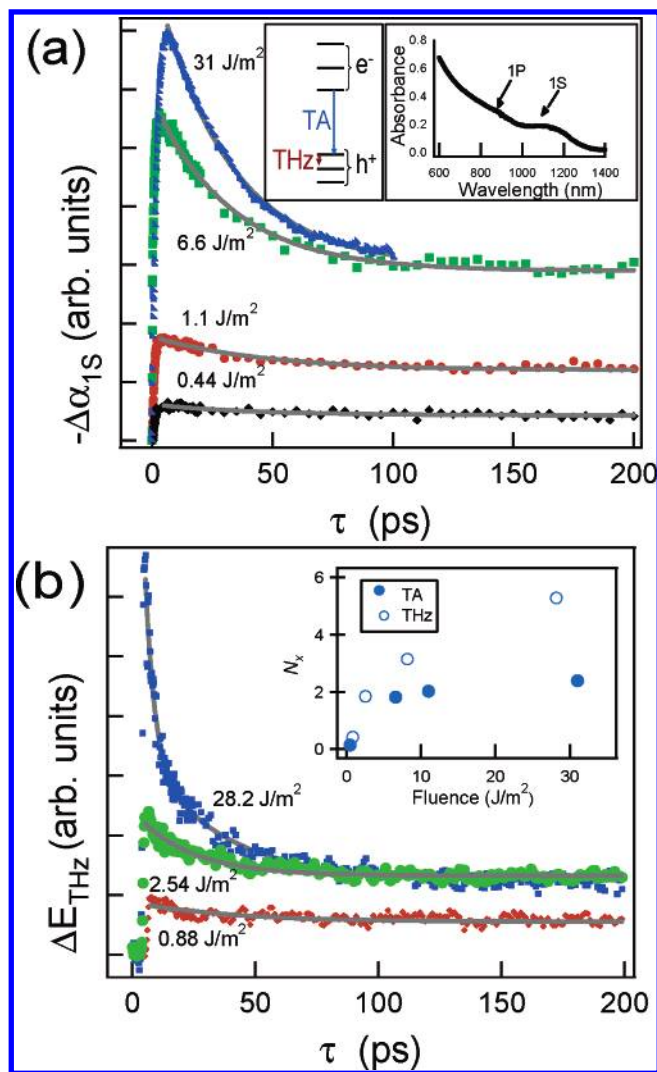 (a)
31 J/m²
6.6 J/m²
1.1 J/m²
0.44 J/m²
-Δα1S (arb. units)
0 50 100 150 200
τ (ps)
e-
TA
THz
h+
0.8
0.6
0.4
0.2
0.0
Absorbance
1P
1S
600 800 1000 1200 1400
Wavelength (nm)
(b)
28.2 J/m²
2.54 J/m²
0.88 J/m²
ΔETHz (arb. units)
0 50 100 150 200
τ (ps)
TA
THz
6
4
2
0
Nx
0 10 20 30
Fluence (J/m²)